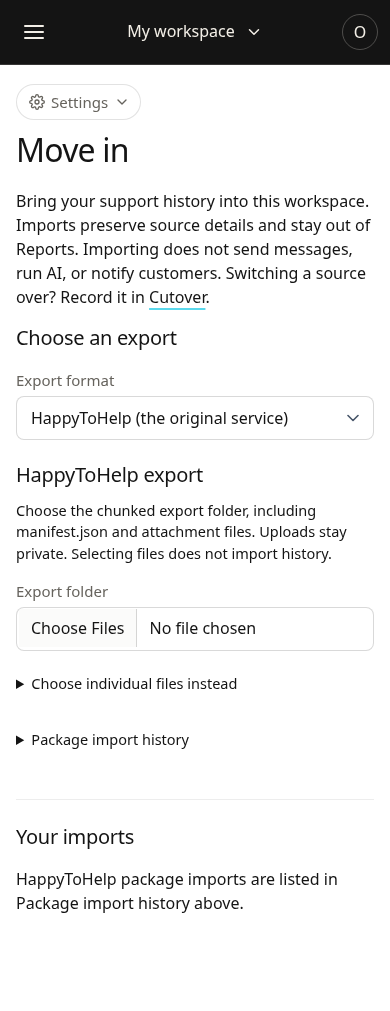 My workspace
O
Settings
Move in
Bring your support history into this workspace.
Imports preserve source details and stay out of
Reports. Importing does not send messages,
run AI, or notify customers. Switching a source
over? Record it in Cutover.
Choose an export
Export format
HappyToHelp (the original service)
HappyToHelp export
Choose the chunked export folder, including
manifest.json and attachment files. Uploads stay
private. Selecting files does not import history.
Export folder
Choose Files No file chosen
Choose individual files instead
Package import history
Your imports
HappyToHelp package imports are listed in
Package import history above.